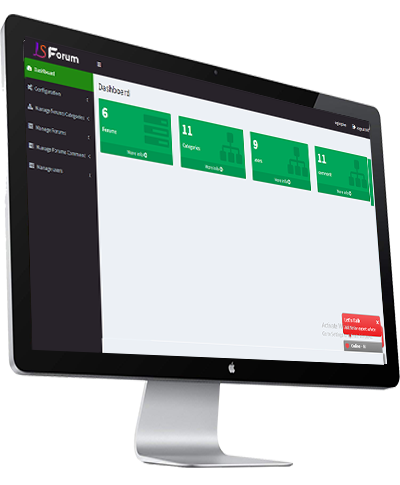 JSForum
Dashboard
Configuration
Manage Forums Categories
Manage Forums
Manage Forums Comment
Manage users
Dashboard
6
Forums
More info
11
Categories
More info
9
users
More info
11
comment
More info
Let's Talk
Online